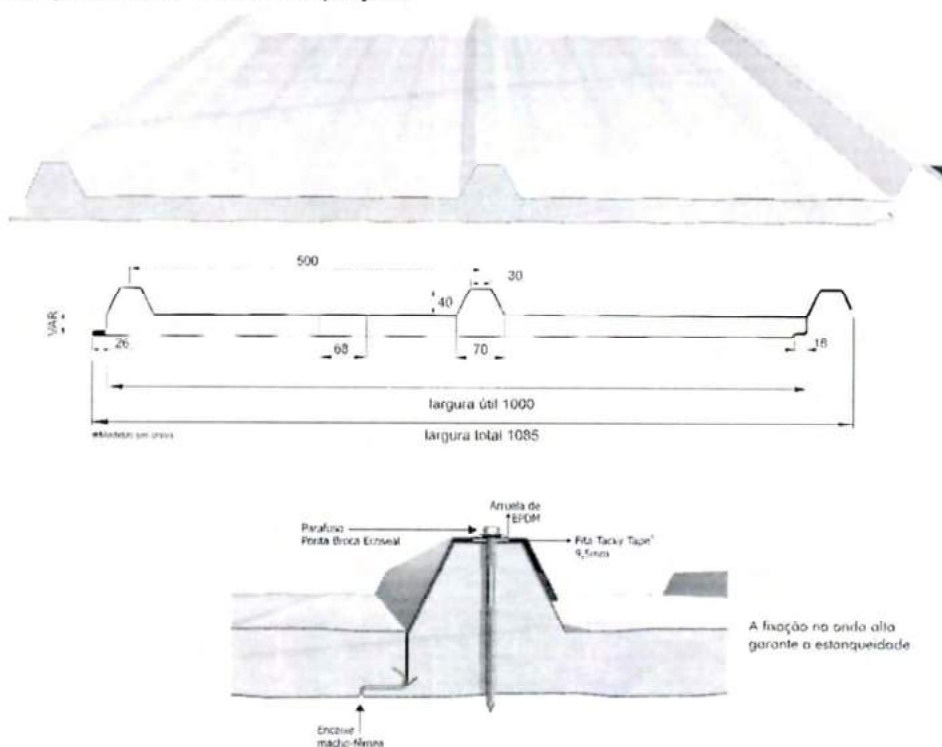 500
30
40
VAR
26
68
70
18
largura útil 1000
largura total 1085
Arruela de
EPDM
Parafuso
Ponta Broca Ecoseal
Fita Tacky Tape
9,5mm
A fixação na onda alta
garante a estanqueidade
Encaixe
macho-fêmea